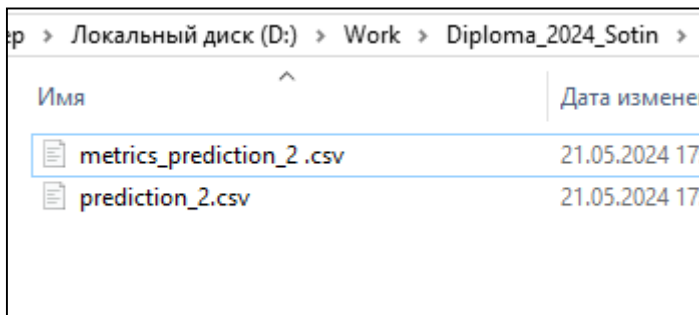 ер > Локальный диск (D:) > Work > Diploma_2024_Sotin >
Имя Дата измене
metrics_prediction_2 .csv 21.05.2024 17
prediction_2.csv 21.05.2024 17